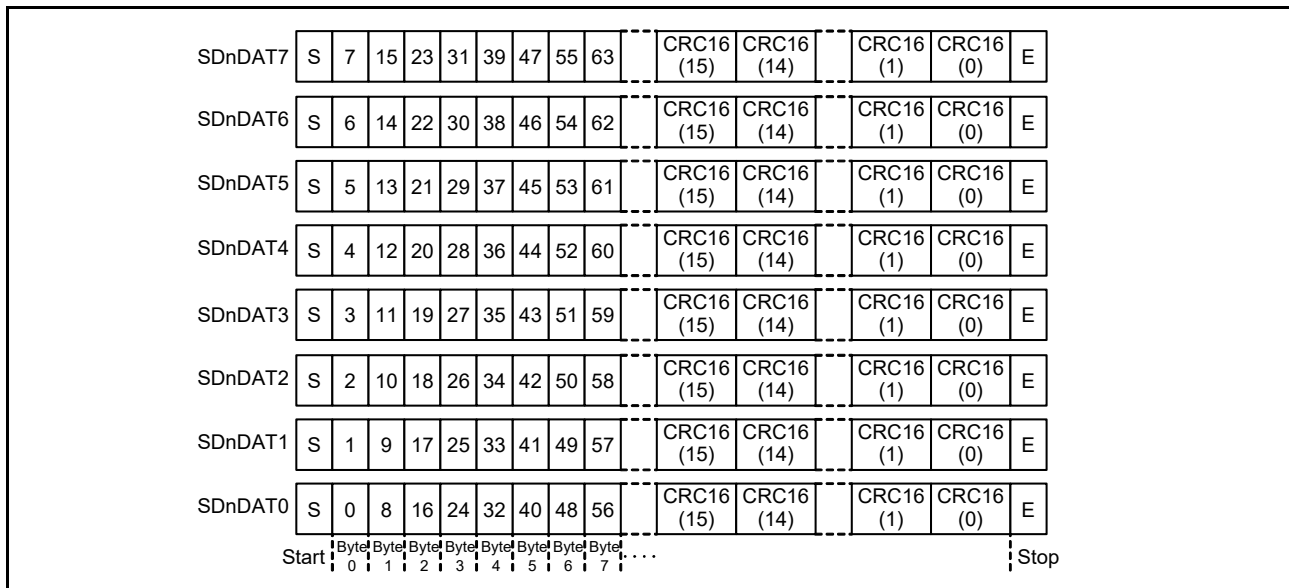 SDnDAT7 S 7 15 23 31 39 47 55 63 CRC16 (15) CRC16 (14) CRC16 (1) CRC16 (0) E
SDnDAT6 S 6 14 22 30 38 46 54 62 CRC16 (15) CRC16 (14) CRC16 (1) CRC16 (0) E
SDnDAT5 S 5 13 21 29 37 45 53 61 CRC16 (15) CRC16 (14) CRC16 (1) CRC16 (0) E
SDnDAT4 S 4 12 20 28 36 44 52 60 CRC16 (15) CRC16 (14) CRC16 (1) CRC16 (0) E
SDnDAT3 S 3 11 19 27 35 43 51 59 CRC16 (15) CRC16 (14) CRC16 (1) CRC16 (0) E
SDnDAT2 S 2 10 18 26 34 42 50 58 CRC16 (15) CRC16 (14) CRC16 (1) CRC16 (0) E
SDnDAT1 S 1 9 17 25 33 41 49 57 CRC16 (15) CRC16 (14) CRC16 (1) CRC16 (0) E
SDnDAT0 S 0 8 16 24 32 40 48 56 CRC16 (15) CRC16 (14) CRC16 (1) CRC16 (0) E
Start Byte 0 Byte 1 Byte 2 Byte 3 Byte 4 Byte 5 Byte 6 Byte 7 ···· Stop